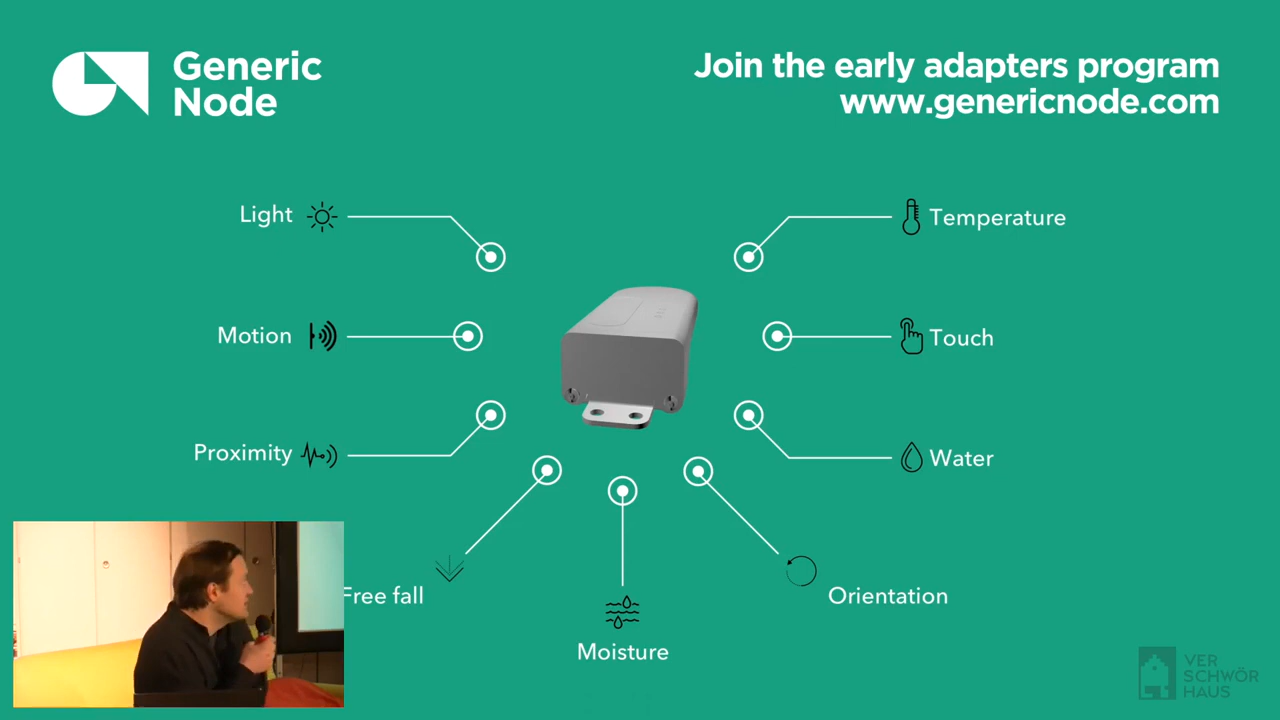 Generic
Node
Join the early adapters program
www.genericnode.com
Light
Temperature
Motion
Touch
Proximity
Water
Free fall
Orientation
Moisture
VER
SCHWÖR
HAUS